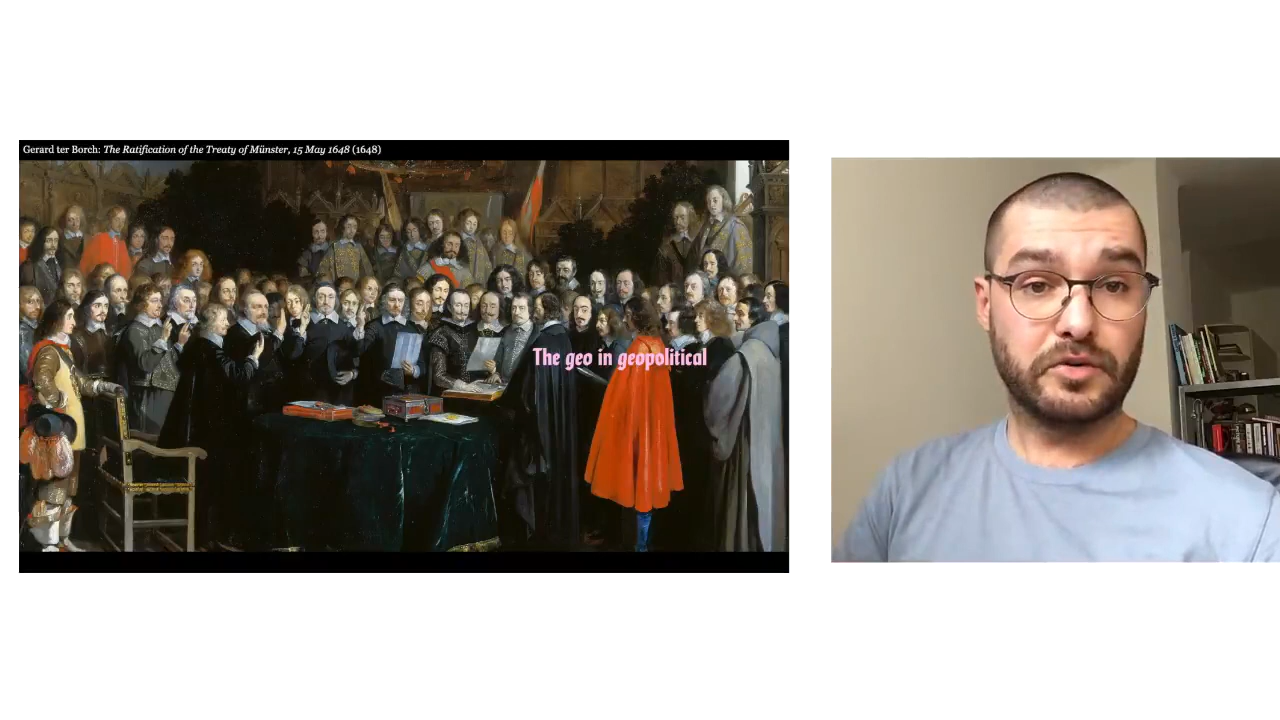 Gerard ter Borch: The Ratification of the Treaty of Münster, 15 May 1648 (1648)
The geo in geopolitical